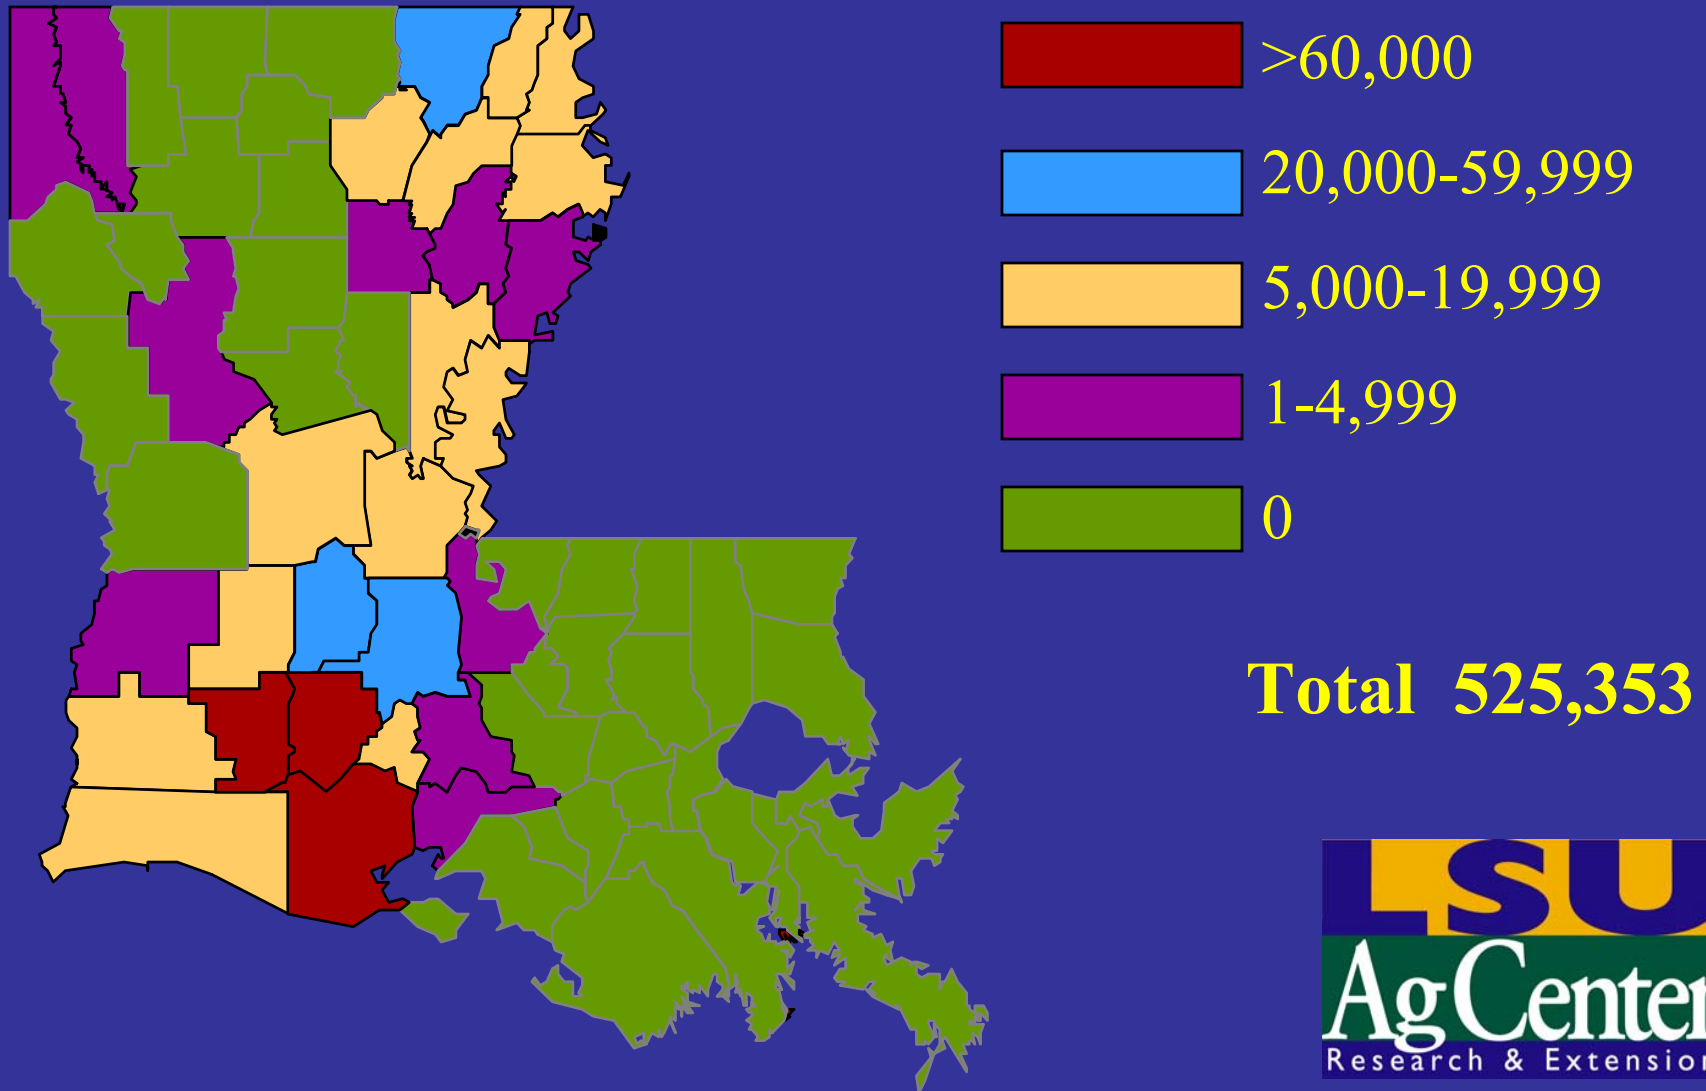 >60,000
20,000-59,999
5,000-19,999
1-4,999
0
Total 525,353
LSU
AgCenter
Research & Extension